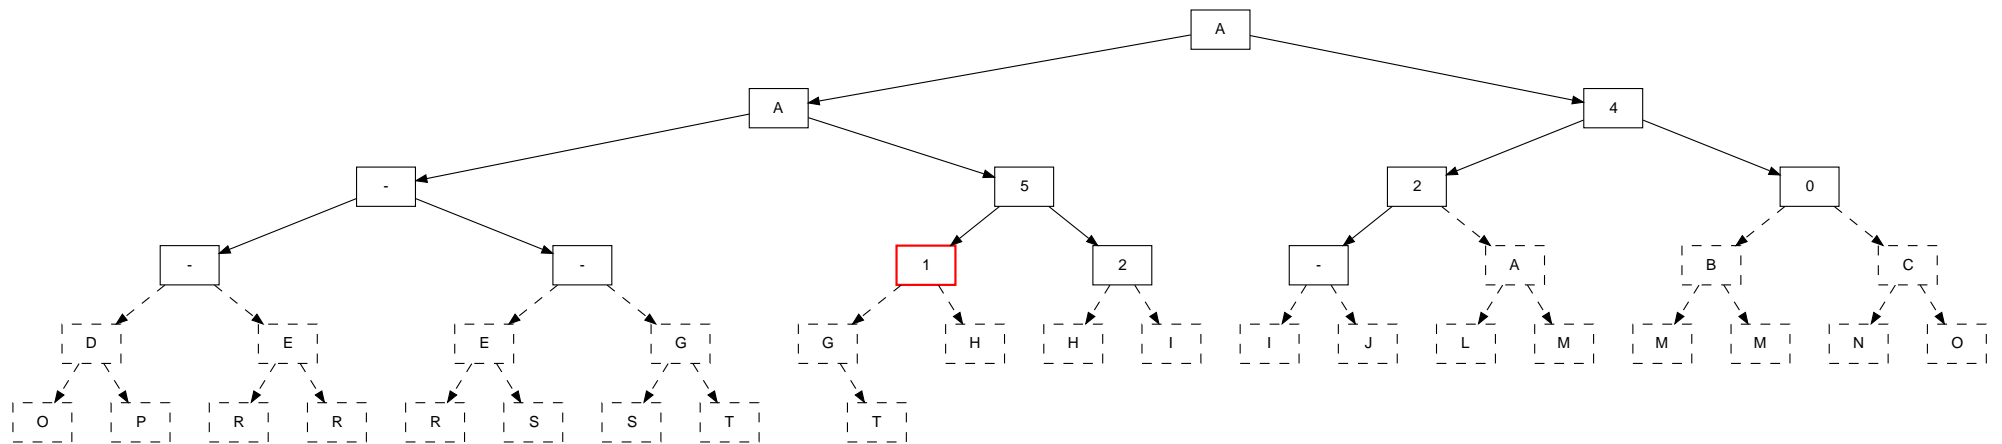 A
A 4
- 5 2 0
- - 1 2 - A B C
D E E G G H H I I J L M M M N O
O P R R R S S T T